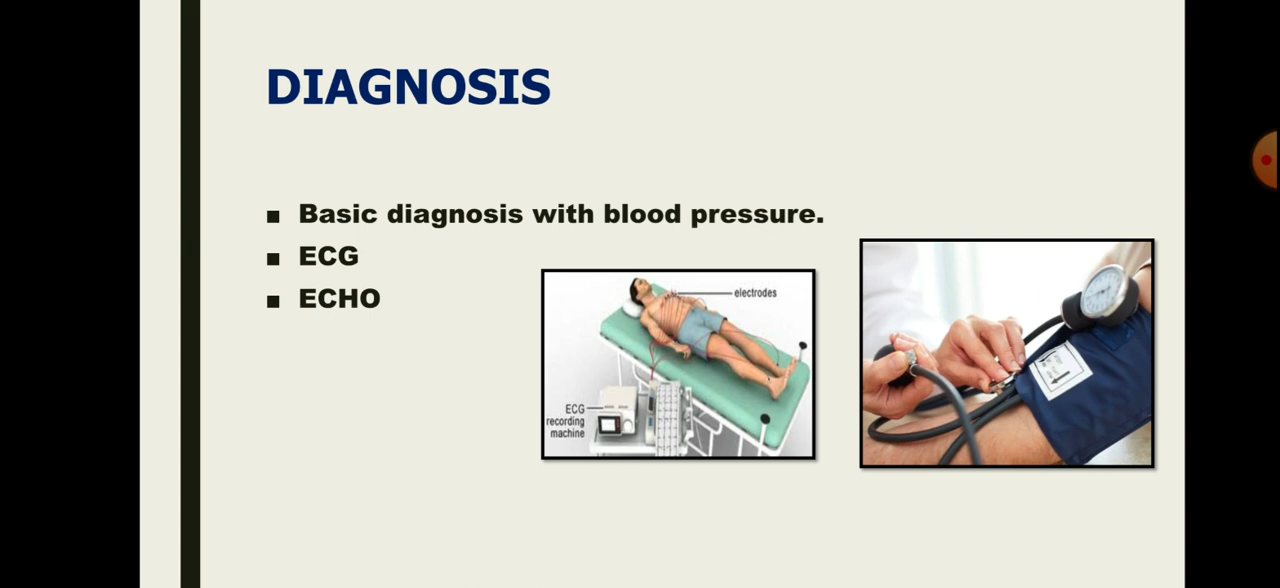 DIAGNOSIS
Basic diagnosis with blood pressure.
ECG
ECHO
electrodes
ECG
recording
machine